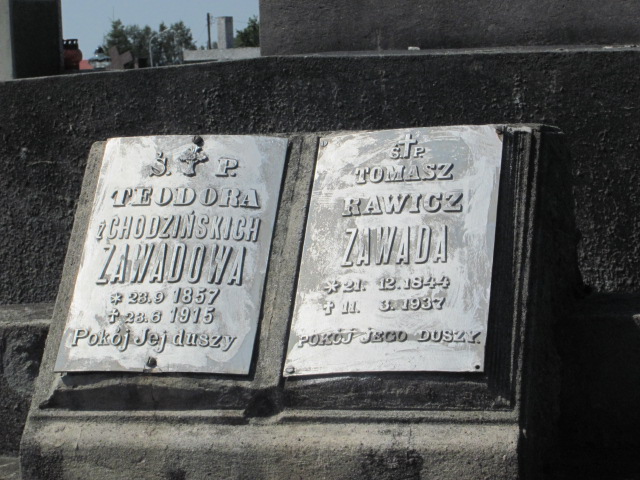 Ś. P.
TEODORA
Z CHODZIŃSKICH
ZAWADOWA
* 23.9 1857
✝ 23.8 1915
Pokój Jej duszy
Ś✝P
TOMASZ
RAWICZ
ZAWADA
* 21. 12.1844
✝ 11. 3.1937
POKÓJ JEGO DUSZY.